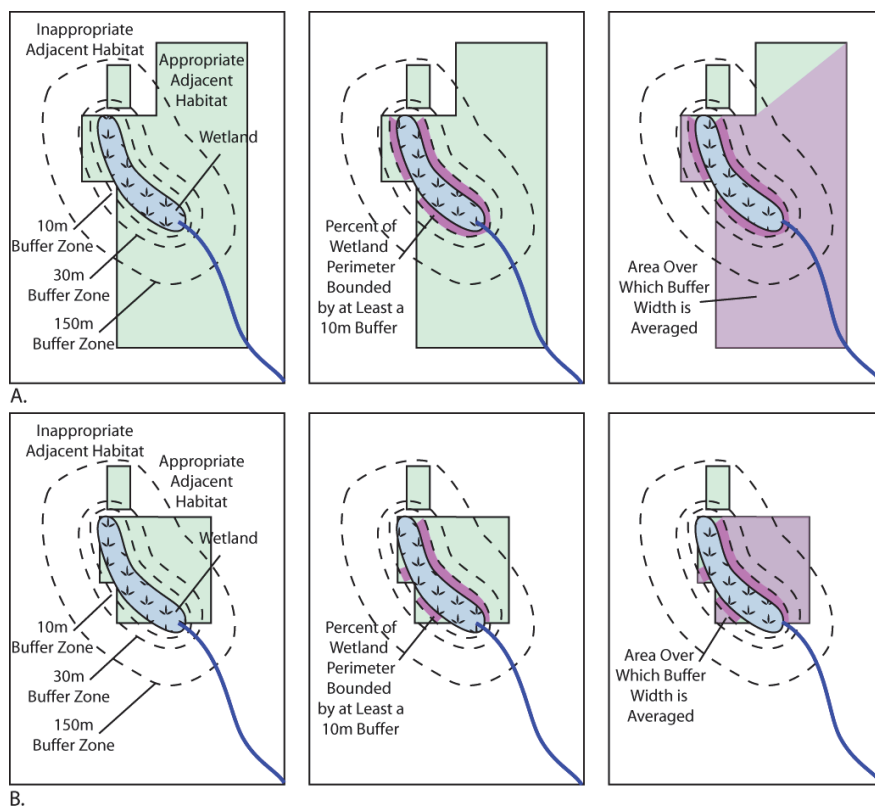 Inappropriate
Adjacent Habitat
Appropriate
Adjacent
Habitat
Wetland
10m
Buffer Zone
30m
Buffer Zone
150m
Buffer Zone
Percent of
Wetland
Perimeter
Bounded
by at Least a
10m Buffer
Area Over
Which Buffer
Width is
Averaged
A.
Inappropriate
Adjacent Habitat
Appropriate
Adjacent
Habitat
Wetland
10m
Buffer Zone
30m
Buffer Zone
150m
Buffer Zone
Percent of
Wetland
Perimeter
Bounded
by at Least a
10m Buffer
Area Over
Which Buffer
Width is
Averaged
B.